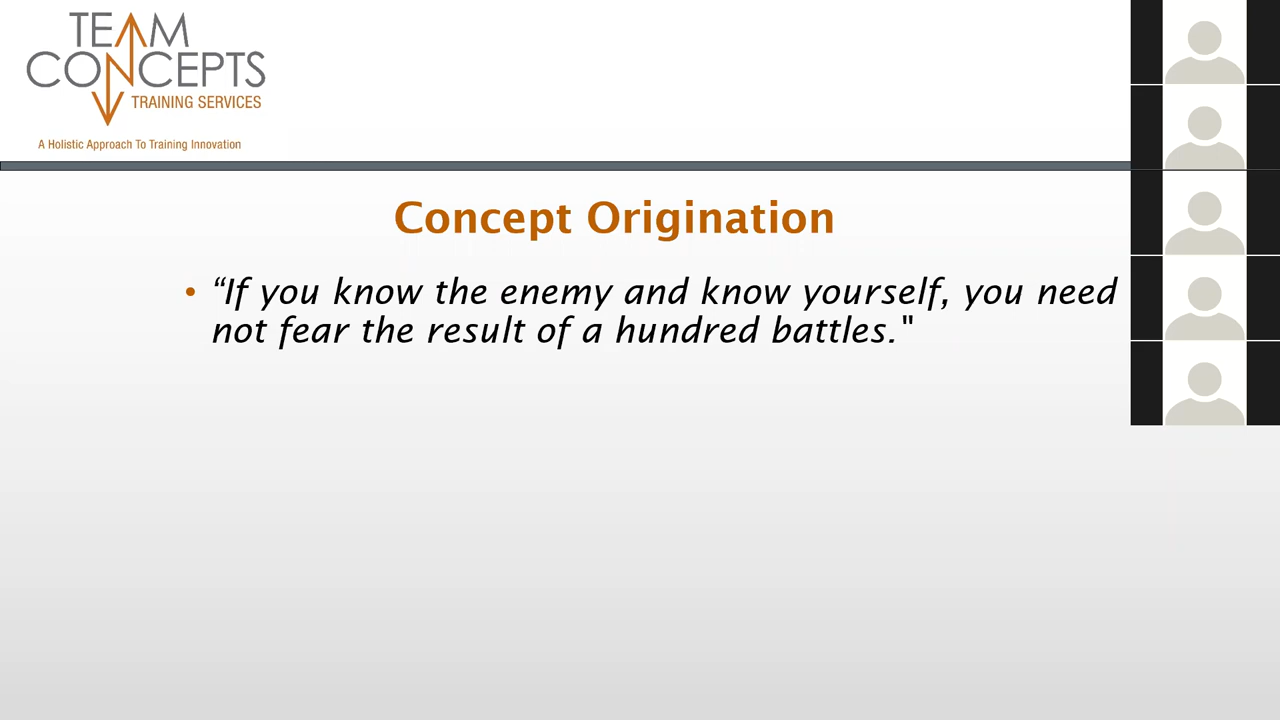 TEAM
CONCEPTS
TRAINING SERVICES
A Holistic Approach To Training Innovation
Concept Origination
• “If you know the enemy and know yourself, you need
not fear the result of a hundred battles."